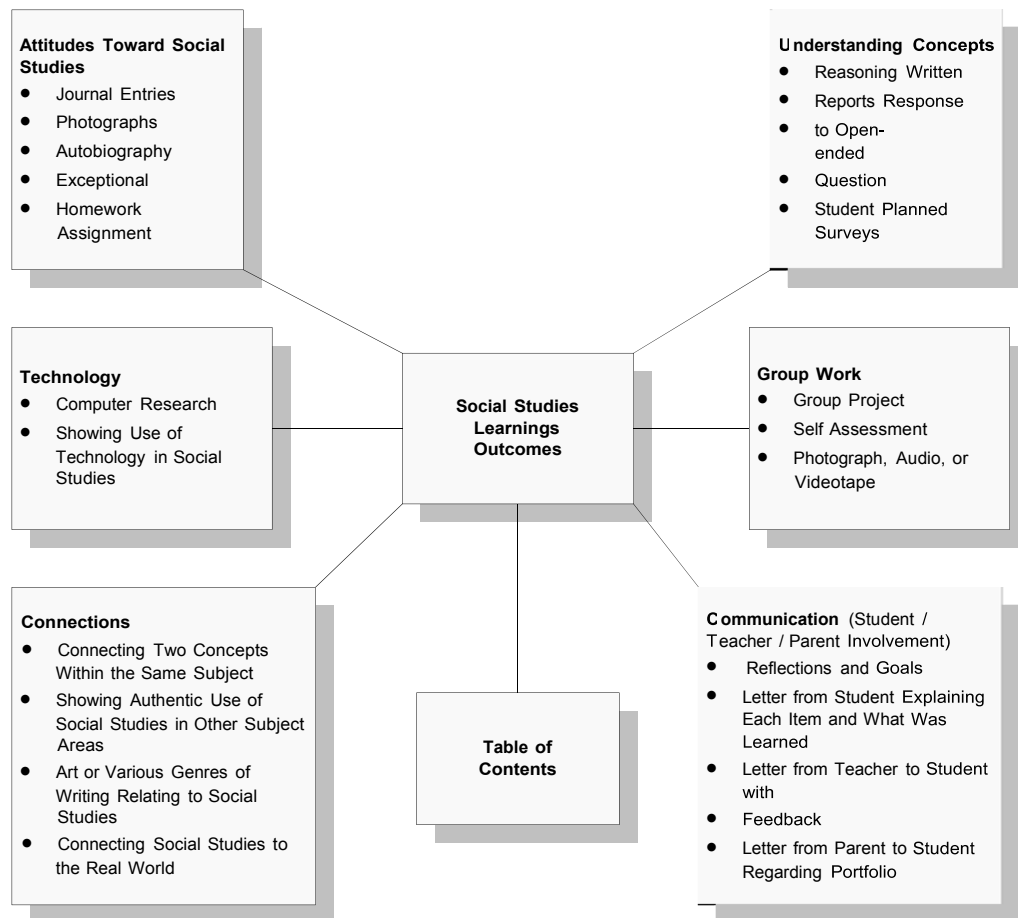 Attitudes Toward Social
Studies
● Journal Entries
● Photographs
● Autobiography
● Exceptional
● Homework
Assignment
Understanding Concepts
● Reasoning Written
● Reports Response
● to Open-
ended
● Question
● Student Planned
Surveys
Technology
● Computer Research
● Showing Use of
Technology in Social
Studies
Social Studies
Learnings
Outcomes
Group Work
● Group Project
● Self Assessment
● Photograph, Audio, or
Videotape
Connections
● Connecting Two Concepts
Within the Same Subject
● Showing Authentic Use of
Social Studies in Other Subject
Areas
● Art or Various Genres of
Writing Relating to Social
Studies
● Connecting Social Studies to
the Real World
Table of
Contents
Communication (Student /
Teacher / Parent Involvement)
● Reflections and Goals
● Letter from Student Explaining
Each Item and What Was
Learned
● Letter from Teacher to Student
with
● Feedback
● Letter from Parent to Student
Regarding Portfolio